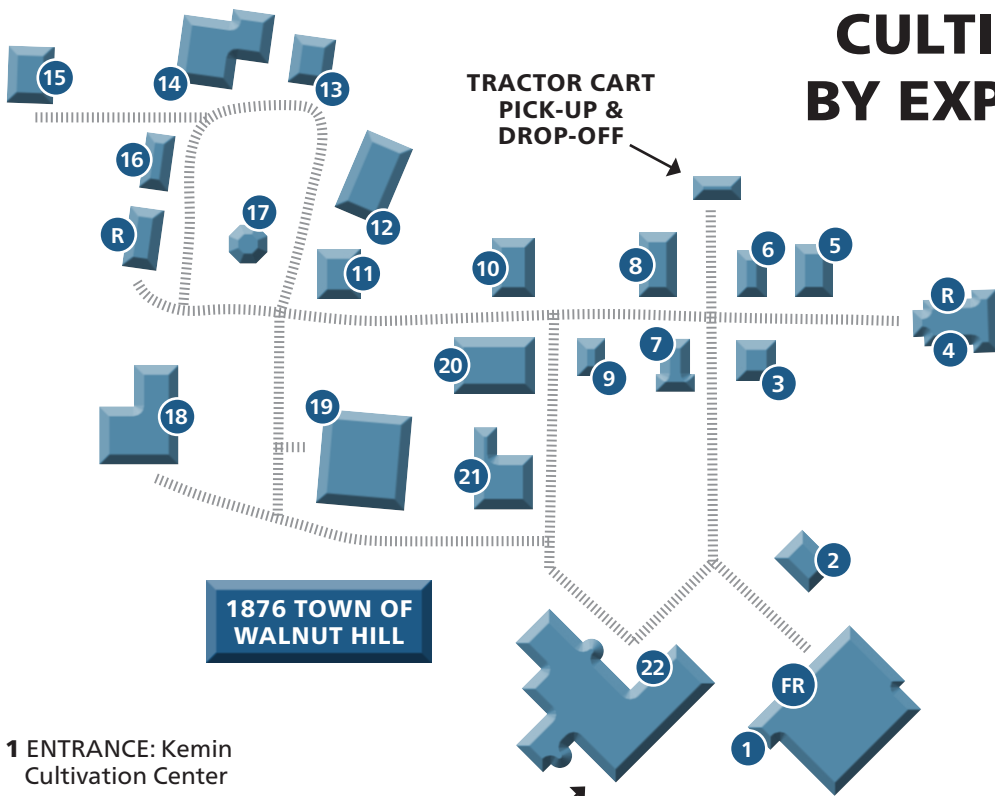 CULTI
BY EXP
TRACTOR CART
PICK-UP &
DROP-OFF
15
14
13
16
R
17
12
11
10
8
6
5
R
4
20
9
7
3
18
19
21
2
1876 TOWN OF
WALNUT HILL
22
FR
1
1 ENTRANCE: Kemin
Cultivation Center